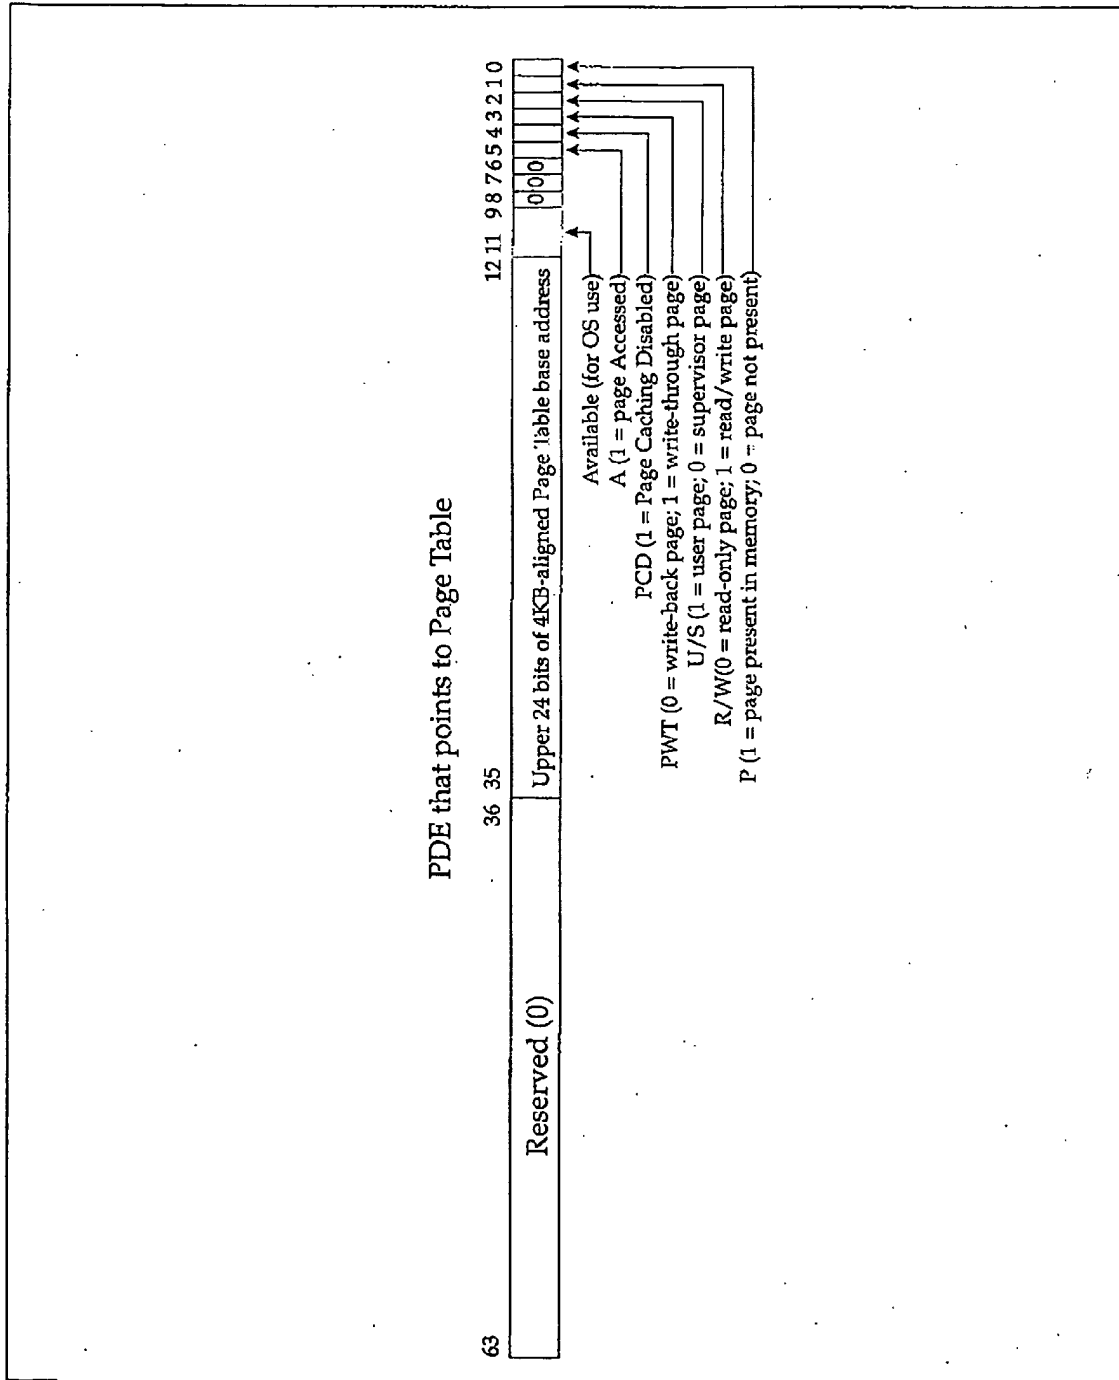 PDE that points to Page Table
63 36 35 12 11 9 8 7 6 5 4 3 2 1 0
Reserved (0) Upper 24 bits of 4KB-aligned Page Table base address 0 0 0
Available (for OS use)
A (1 = page Accessed)
PCD (1 = Page Caching Disabled)
PWT (0 = write-back page; 1 = write-through page)
U/S (1 = user page; 0 = supervisor page)
R/W(0 = read-only page; 1 = read/write page)
P (1 = page present in memory; 0 = page not present)